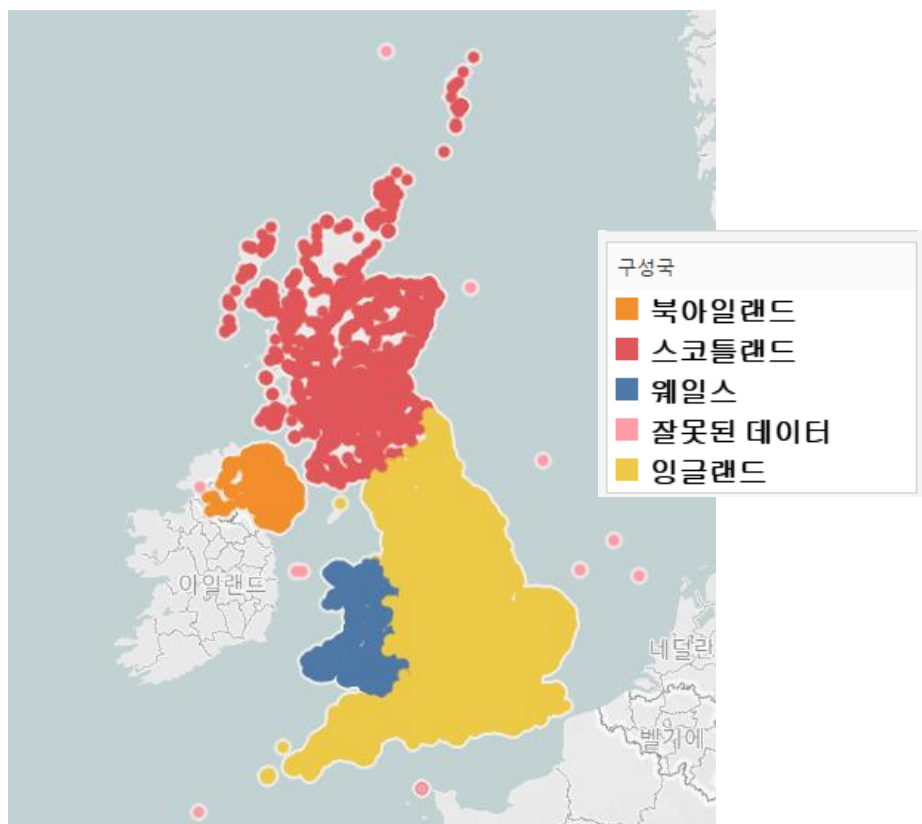 구성국
북아일랜드
스코틀랜드
웨일스
잘못된 데이터
잉글랜드
아일랜드
네덜란
벨기에